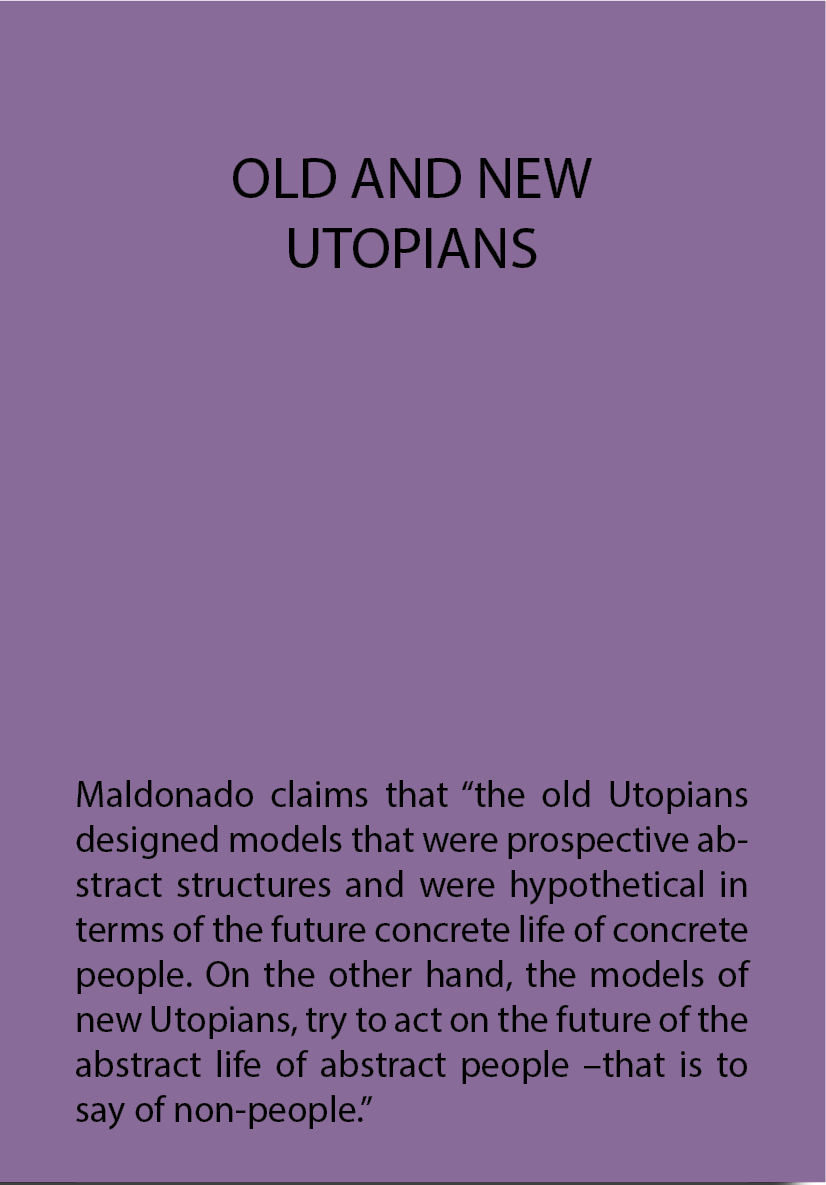 OLD AND NEW
UTOPIANS
Maldonado claims that “the old Utopians
designed models that were prospective ab-
stract structures and were hypothetical in
terms of the future concrete life of concrete
people. On the other hand, the models of
new Utopians, try to act on the future of the
abstract life of abstract people –that is to
say of non-people.”